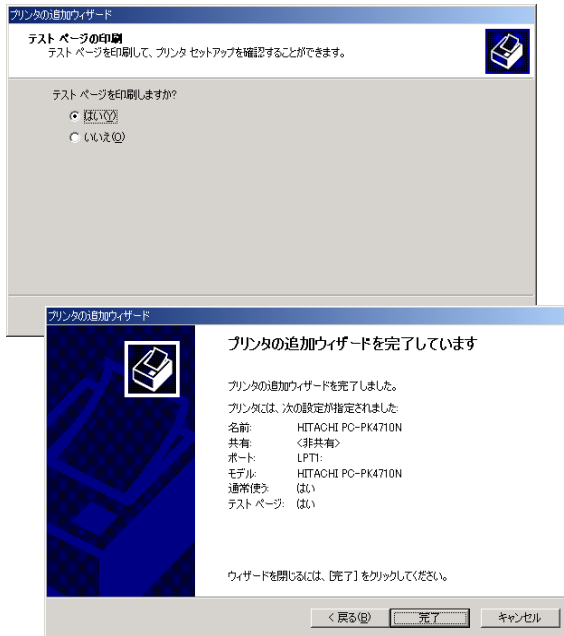 プリンタの追加ウィザード
テスト ページの印刷
テスト ページを印刷して、プリンタ セットアップを確認することができます。
テスト ページを印刷しますか?
はい(Y)
いいえ(O)
プリンタの追加ウィザード
プリンタの追加ウィザードを完了しています
プリンタの追加ウィザードを完了しました。
プリンタには、次の設定が指定されました:
名前: HITACHI PC-PK4710N
共有: <非共有>
ポート: LPT1:
モデル: HITACHI PC-PK4710N
通常使う: はい
テスト ページ: はい
ウィザードを閉じるには、[完了] をクリックしてください。
< 戻る(B) 完了 キャンセル